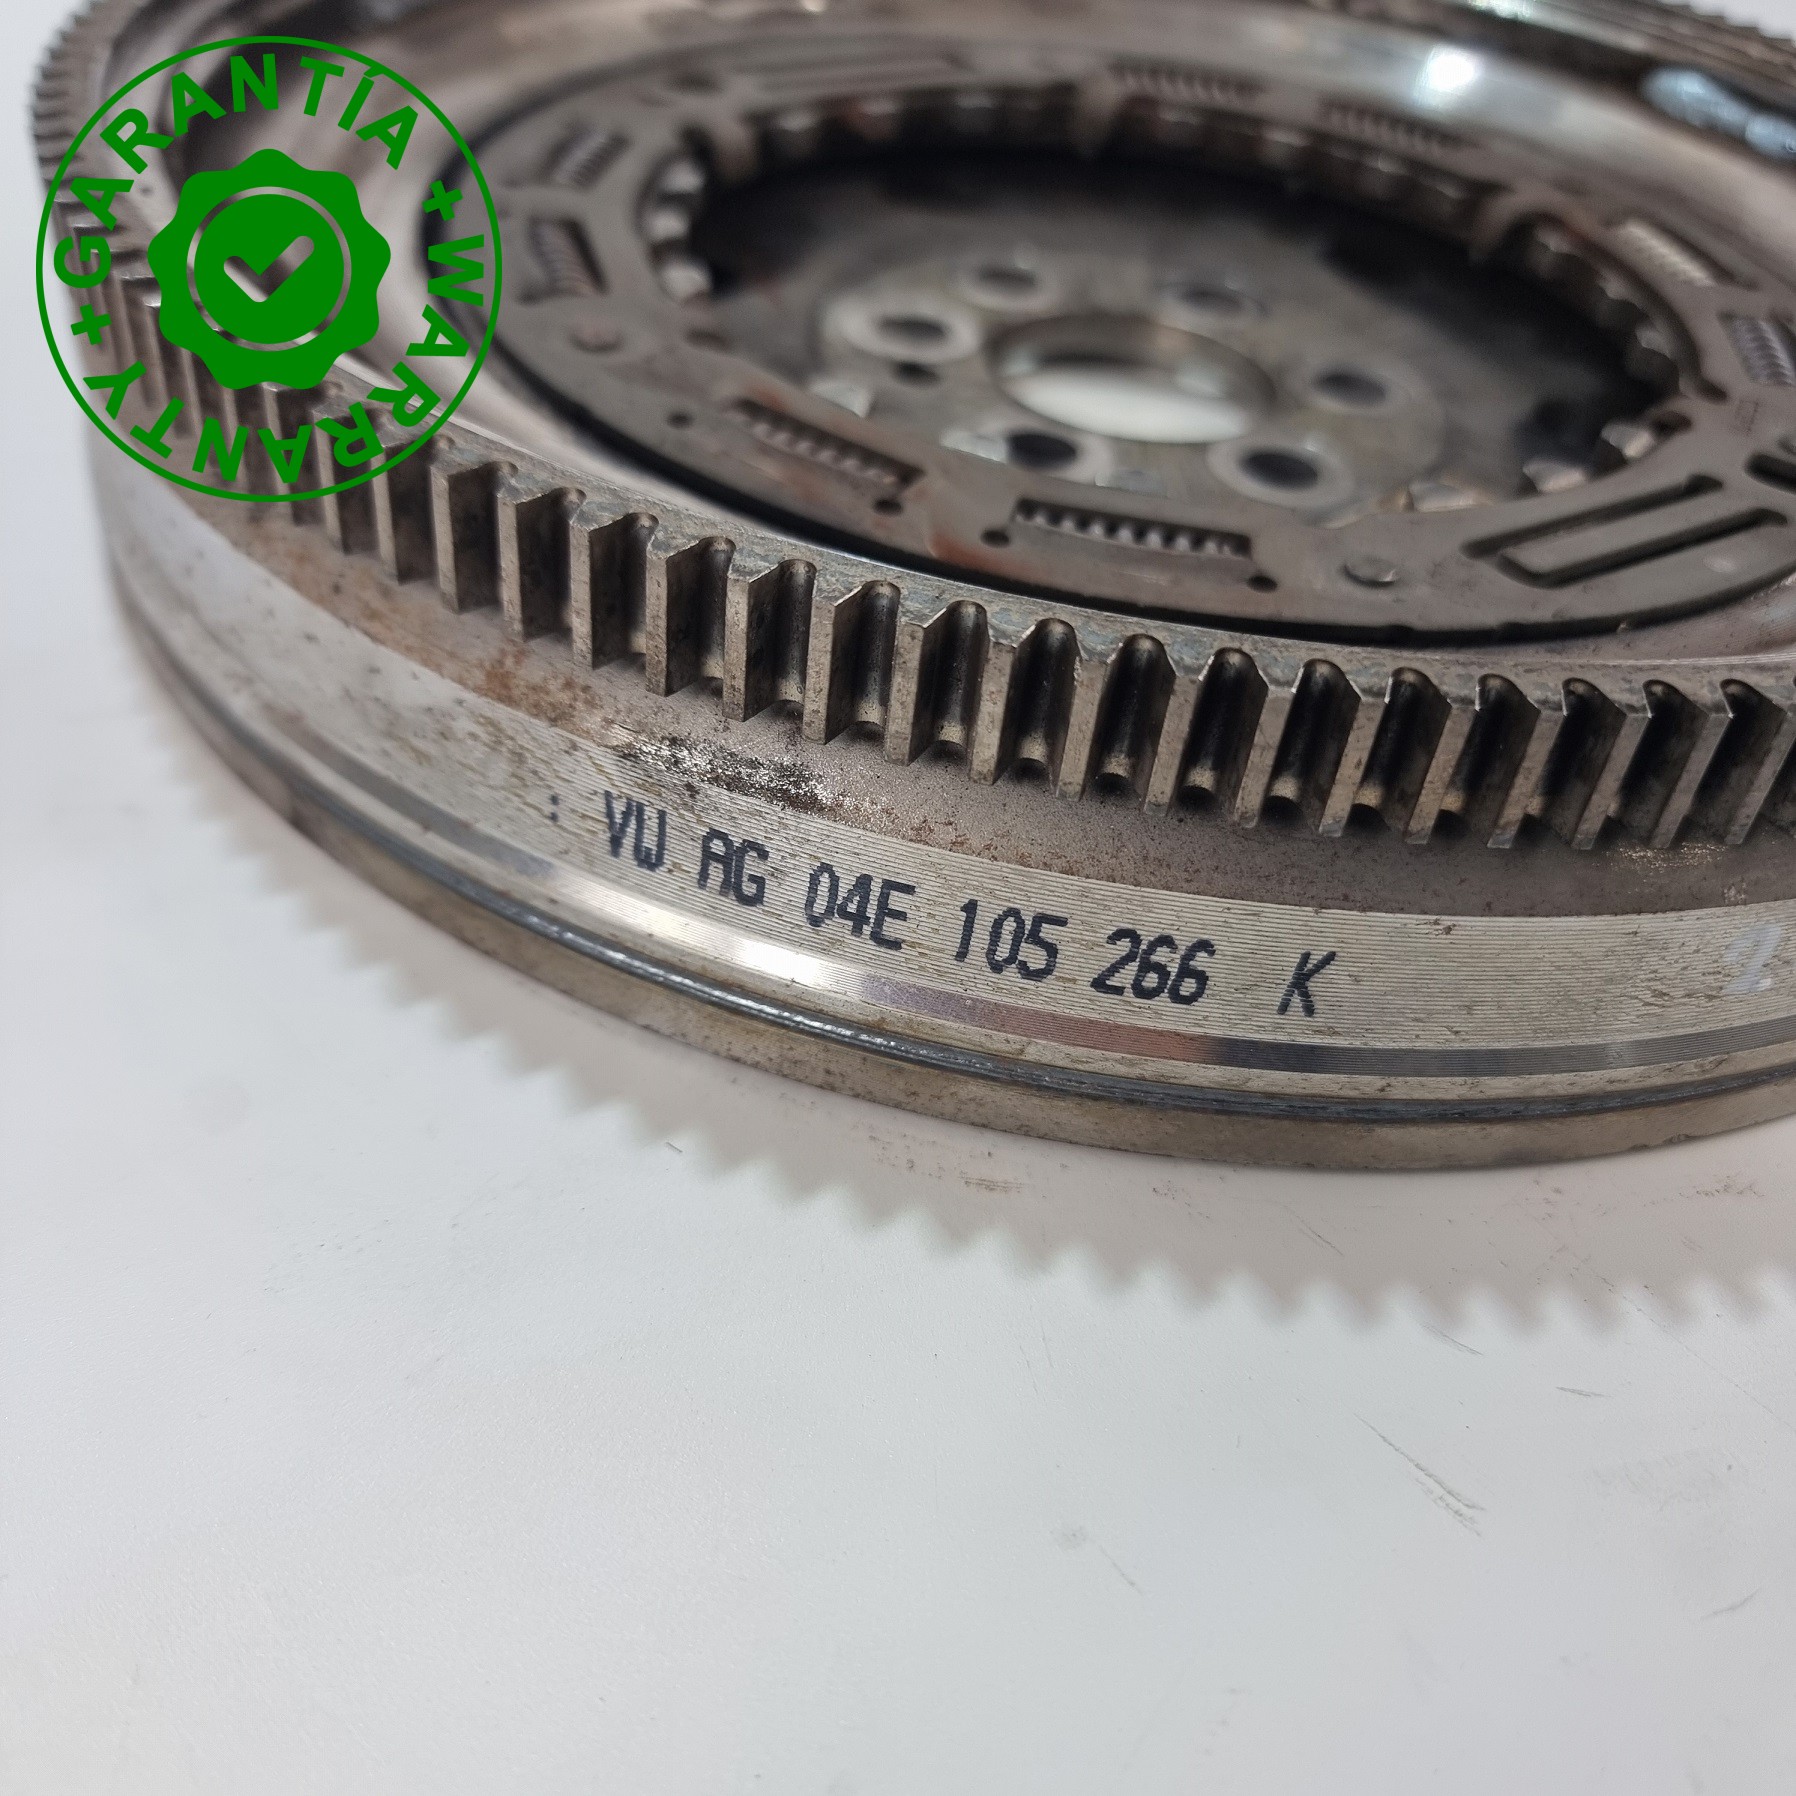 + GARANTÍA + WARRANTY
: VW AG 04E 105 266 K